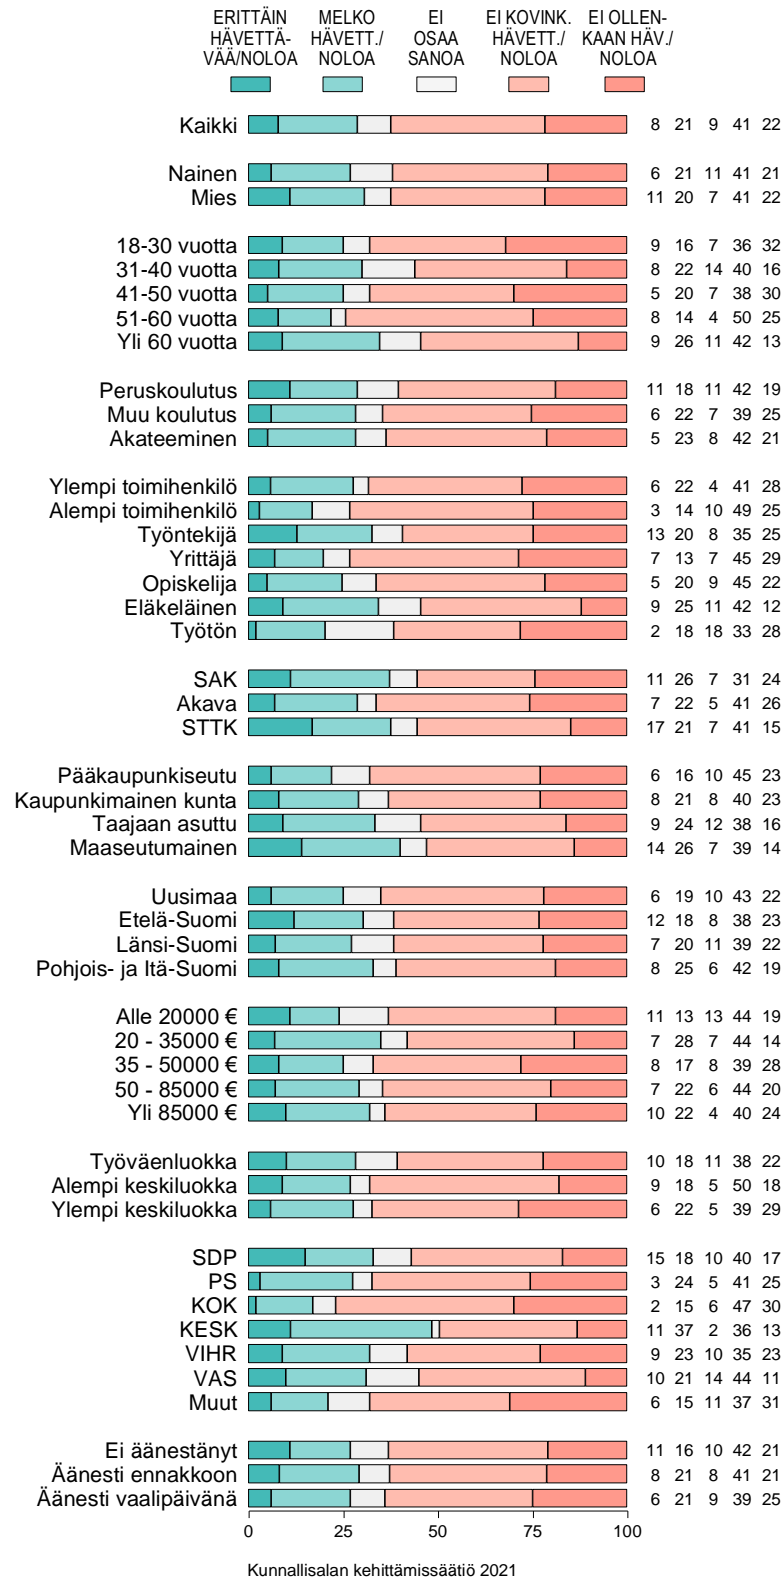 ERITTÄIN HÄVETTÄ- VÄÄ/NOLOA
MELKO HÄVETT./ NOLOA
EI OSAA SANOA
EI KOVINK. HÄVETT./ NOLOA
EI OLLEN- KAAN HÄV./ NOLOA
Kaikki 8 21 9 41 22
Nainen 6 21 11 41 21
Mies 11 20 7 41 22
18-30 vuotta 9 16 7 36 32
31-40 vuotta 8 22 14 40 16
41-50 vuotta 5 20 7 38 30
51-60 vuotta 8 14 4 50 25
Yli 60 vuotta 9 26 11 42 13
Peruskoulutus 11 18 11 42 19
Muu koulutus 6 22 7 39 25
Akateeminen 5 23 8 42 21
Ylempi toimihenkilö 6 22 4 41 28
Alempi toimihenkilö 3 14 10 49 25
Työntekijä 13 20 8 35 25
Yrittäjä 7 13 7 45 29
Opiskelija 5 20 9 45 22
Eläkeläinen 9 25 11 42 12
Työtön 2 18 18 33 28
SAK 11 26 7 31 24
Akava 7 22 5 41 26
STTK 17 21 7 41 15
Pääkaupunkiseutu 6 16 10 45 23
Kaupunkimainen kunta 8 21 8 40 23
Taajaan asuttu 9 24 12 38 16
Maaseutumainen 14 26 7 39 14
Uusimaa 6 19 10 43 22
Etelä-Suomi 12 18 8 38 23
Länsi-Suomi 7 20 11 39 22
Pohjois- ja Itä-Suomi 8 25 6 42 19
Alle 20000 € 11 13 13 44 19
20 - 35000 € 7 28 7 44 14
35 - 50000 € 8 17 8 39 28
50 - 85000 € 7 22 6 44 20
Yli 85000 € 10 22 4 40 24
Työväenluokka 10 18 11 38 22
Alempi keskiluokka 9 18 5 50 18
Ylempi keskiluokka 6 22 5 39 29
SDP 15 18 10 40 17
PS 3 24 5 41 25
KOK 2 15 6 47 30
KESK 11 37 2 36 13
VIHR 9 23 10 35 23
VAS 10 21 14 44 11
Muut 6 15 11 37 31
Ei äänestänyt 11 16 10 42 21
Äänesti ennakkoon 8 21 8 41 21
Äänesti vaalipäivänä 6 21 9 39 25
0 25 50 75 100
Kunnallisalan kehittämissäätiö 2021